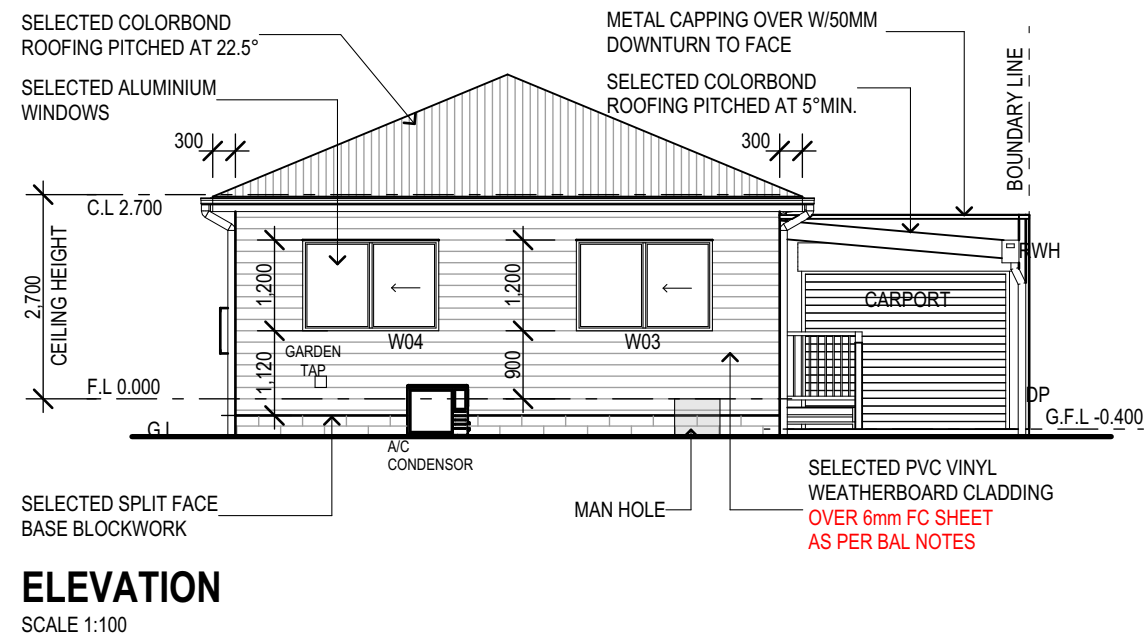 SELECTED COLORBOND
ROOFING PITCHED AT 22.5°
SELECTED ALUMINIUM
WINDOWS
METAL CAPPING OVER W/50MM
DOWNTURN TO FACE
SELECTED COLORBOND
ROOFING PITCHED AT 5°MIN.
BOUNDARY LINE
300
300
C.L 2.700
2,700
CEILING HEIGHT
F.L 0.000
1,200
1,120
1,200
900
W04
W03
GARDEN
TAP
CARPORT
RWH
DP
G.F.L -0.400
G.L
A/C
CONDENSOR
SELECTED SPLIT FACE
BASE BLOCKWORK
MAN HOLE
SELECTED PVC VINYL
WEATHERBOARD CLADDING
OVER 6mm FC SHEET
AS PER BAL NOTES
ELEVATION
SCALE 1:100